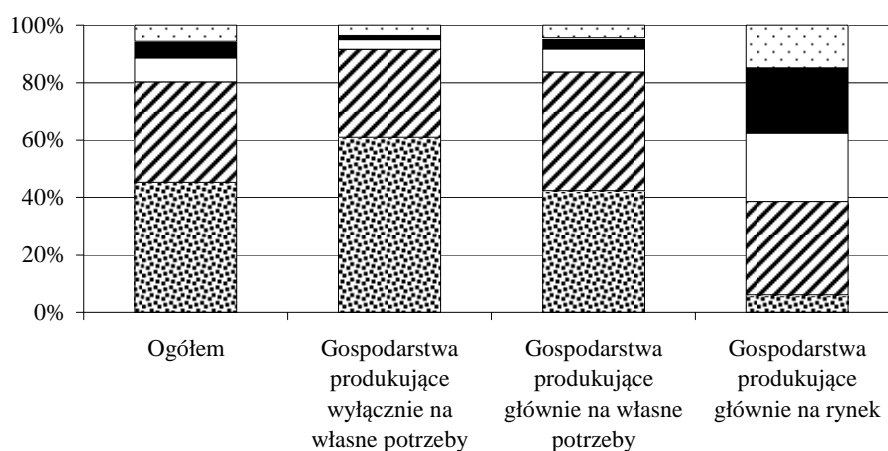 100%
80%
60%
40%
20%
0%
Ogółem
Gospodarstwa
produkujące
wyłącznie na
własne potrzeby
Gospodarstwa
produkujące
głównie na własne
potrzeby
Gospodarstwa
produkujące
głównie na rynek